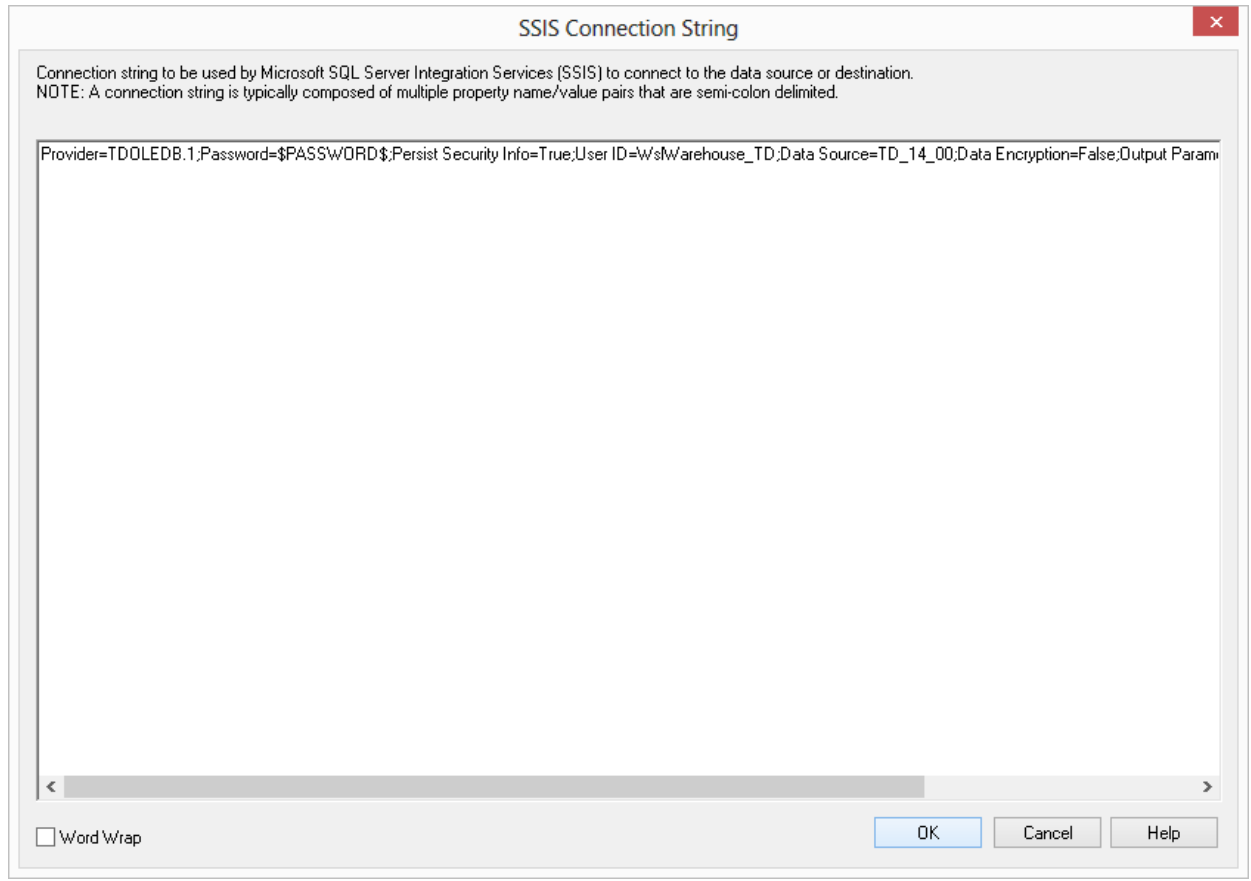 SSIS Connection String
Connection string to be used by Microsoft SQL Server Integration Services (SSIS) to connect to the data source or destination.
NOTE: A connection string is typically composed of multiple property name/value pairs that are semi-colon delimited.
Provider=TDOLEDB.1;Password=$PASSWORD$;Persist Security Info=True;User ID=WslWarehouse_TD;Data Source=TD_14_00;Data Encryption=False;Output
Word Wrap
OK Cancel Help